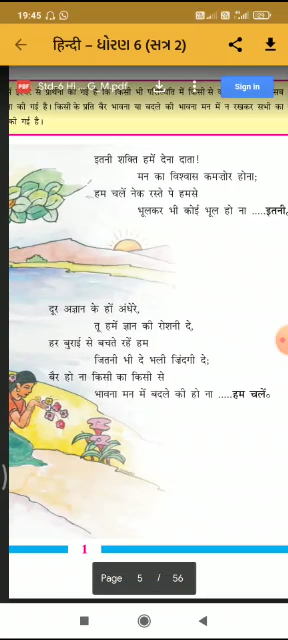 19:45
हिन्दी – धोरण 6 (सत्र 2)
PDF Std-6 Hi... _G_ M.pdf
Sign in
की गई है। किसी के प्रति बैर भावना या बदले की भावना मन में न रखकर सभी का
की गई है।
इतनी शक्ति हमें देना दाता!
मन का विश्वास कमज़ोर होना;
हम चलें नेक रस्ते पे हमसे
भूलकर भी कोई भूल हो ना .....इतनी.
दूर अज्ञान के हों अंधेरे,
तू हमें ज्ञान की रोशनी दे,
हर बुराई से बचते रहें हम
जितनी भी दे भली ज़िंदगी दे;
बैर हो ना किसी का किसी से
भावना मन में बदले की हो ना .....हम चलें॰
1
Page 5 / 56